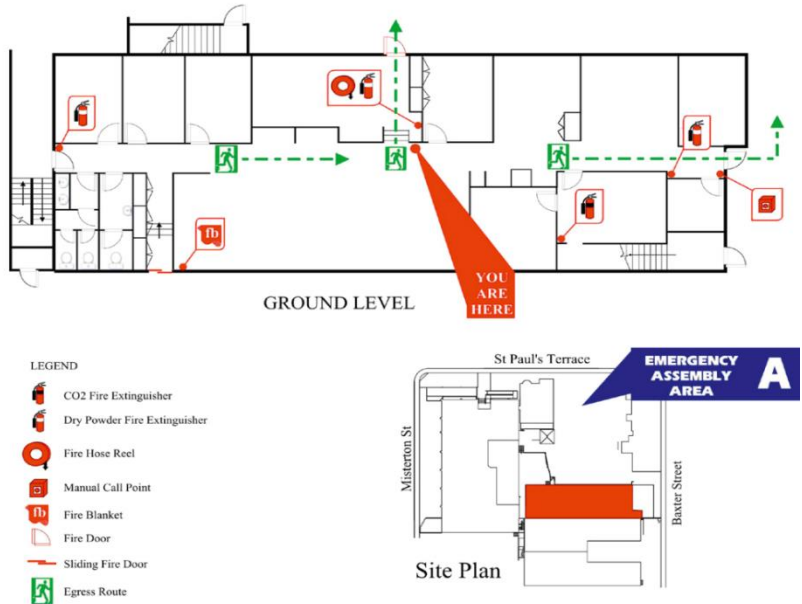 fb
YOU
ARE
HERE
GROUND LEVEL
LEGEND
CO2 Fire Extinguisher
Dry Powder Fire Extinguisher
Fire Hose Reel
Manual Call Point
fb
Fire Blanket
Fire Door
Sliding Fire Door
Egress Route
St Paul's Terrace
EMERGENCY
ASSEMBLY
AREA
A
Misterton St
Baxter Street
Site Plan